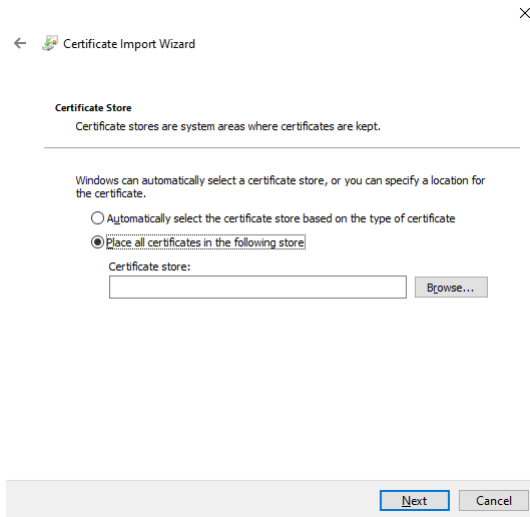 Certificate Import Wizard
Certificate Store
Certificate stores are system areas where certificates are kept.
Windows can automatically select a certificate store, or you can specify a location for
the certificate.
Automatically select the certificate store based on the type of certificate
Place all certificates in the following store
Certificate store:
Browse...
Next
Cancel